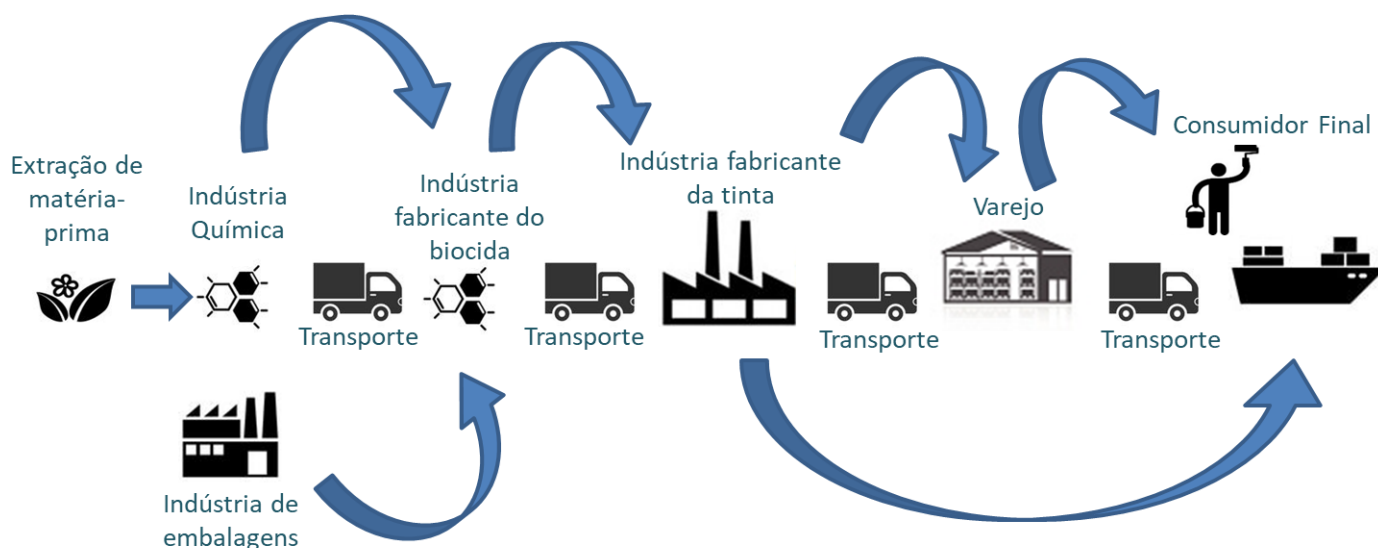 Extração de
matéria-
prima
Indústria
Química
Transporte
Indústria
fabricante do
biocida
Transporte
Indústria fabricante
da tinta
Transporte
Varejo
Transporte
Consumidor Final
Indústria de
embalagens